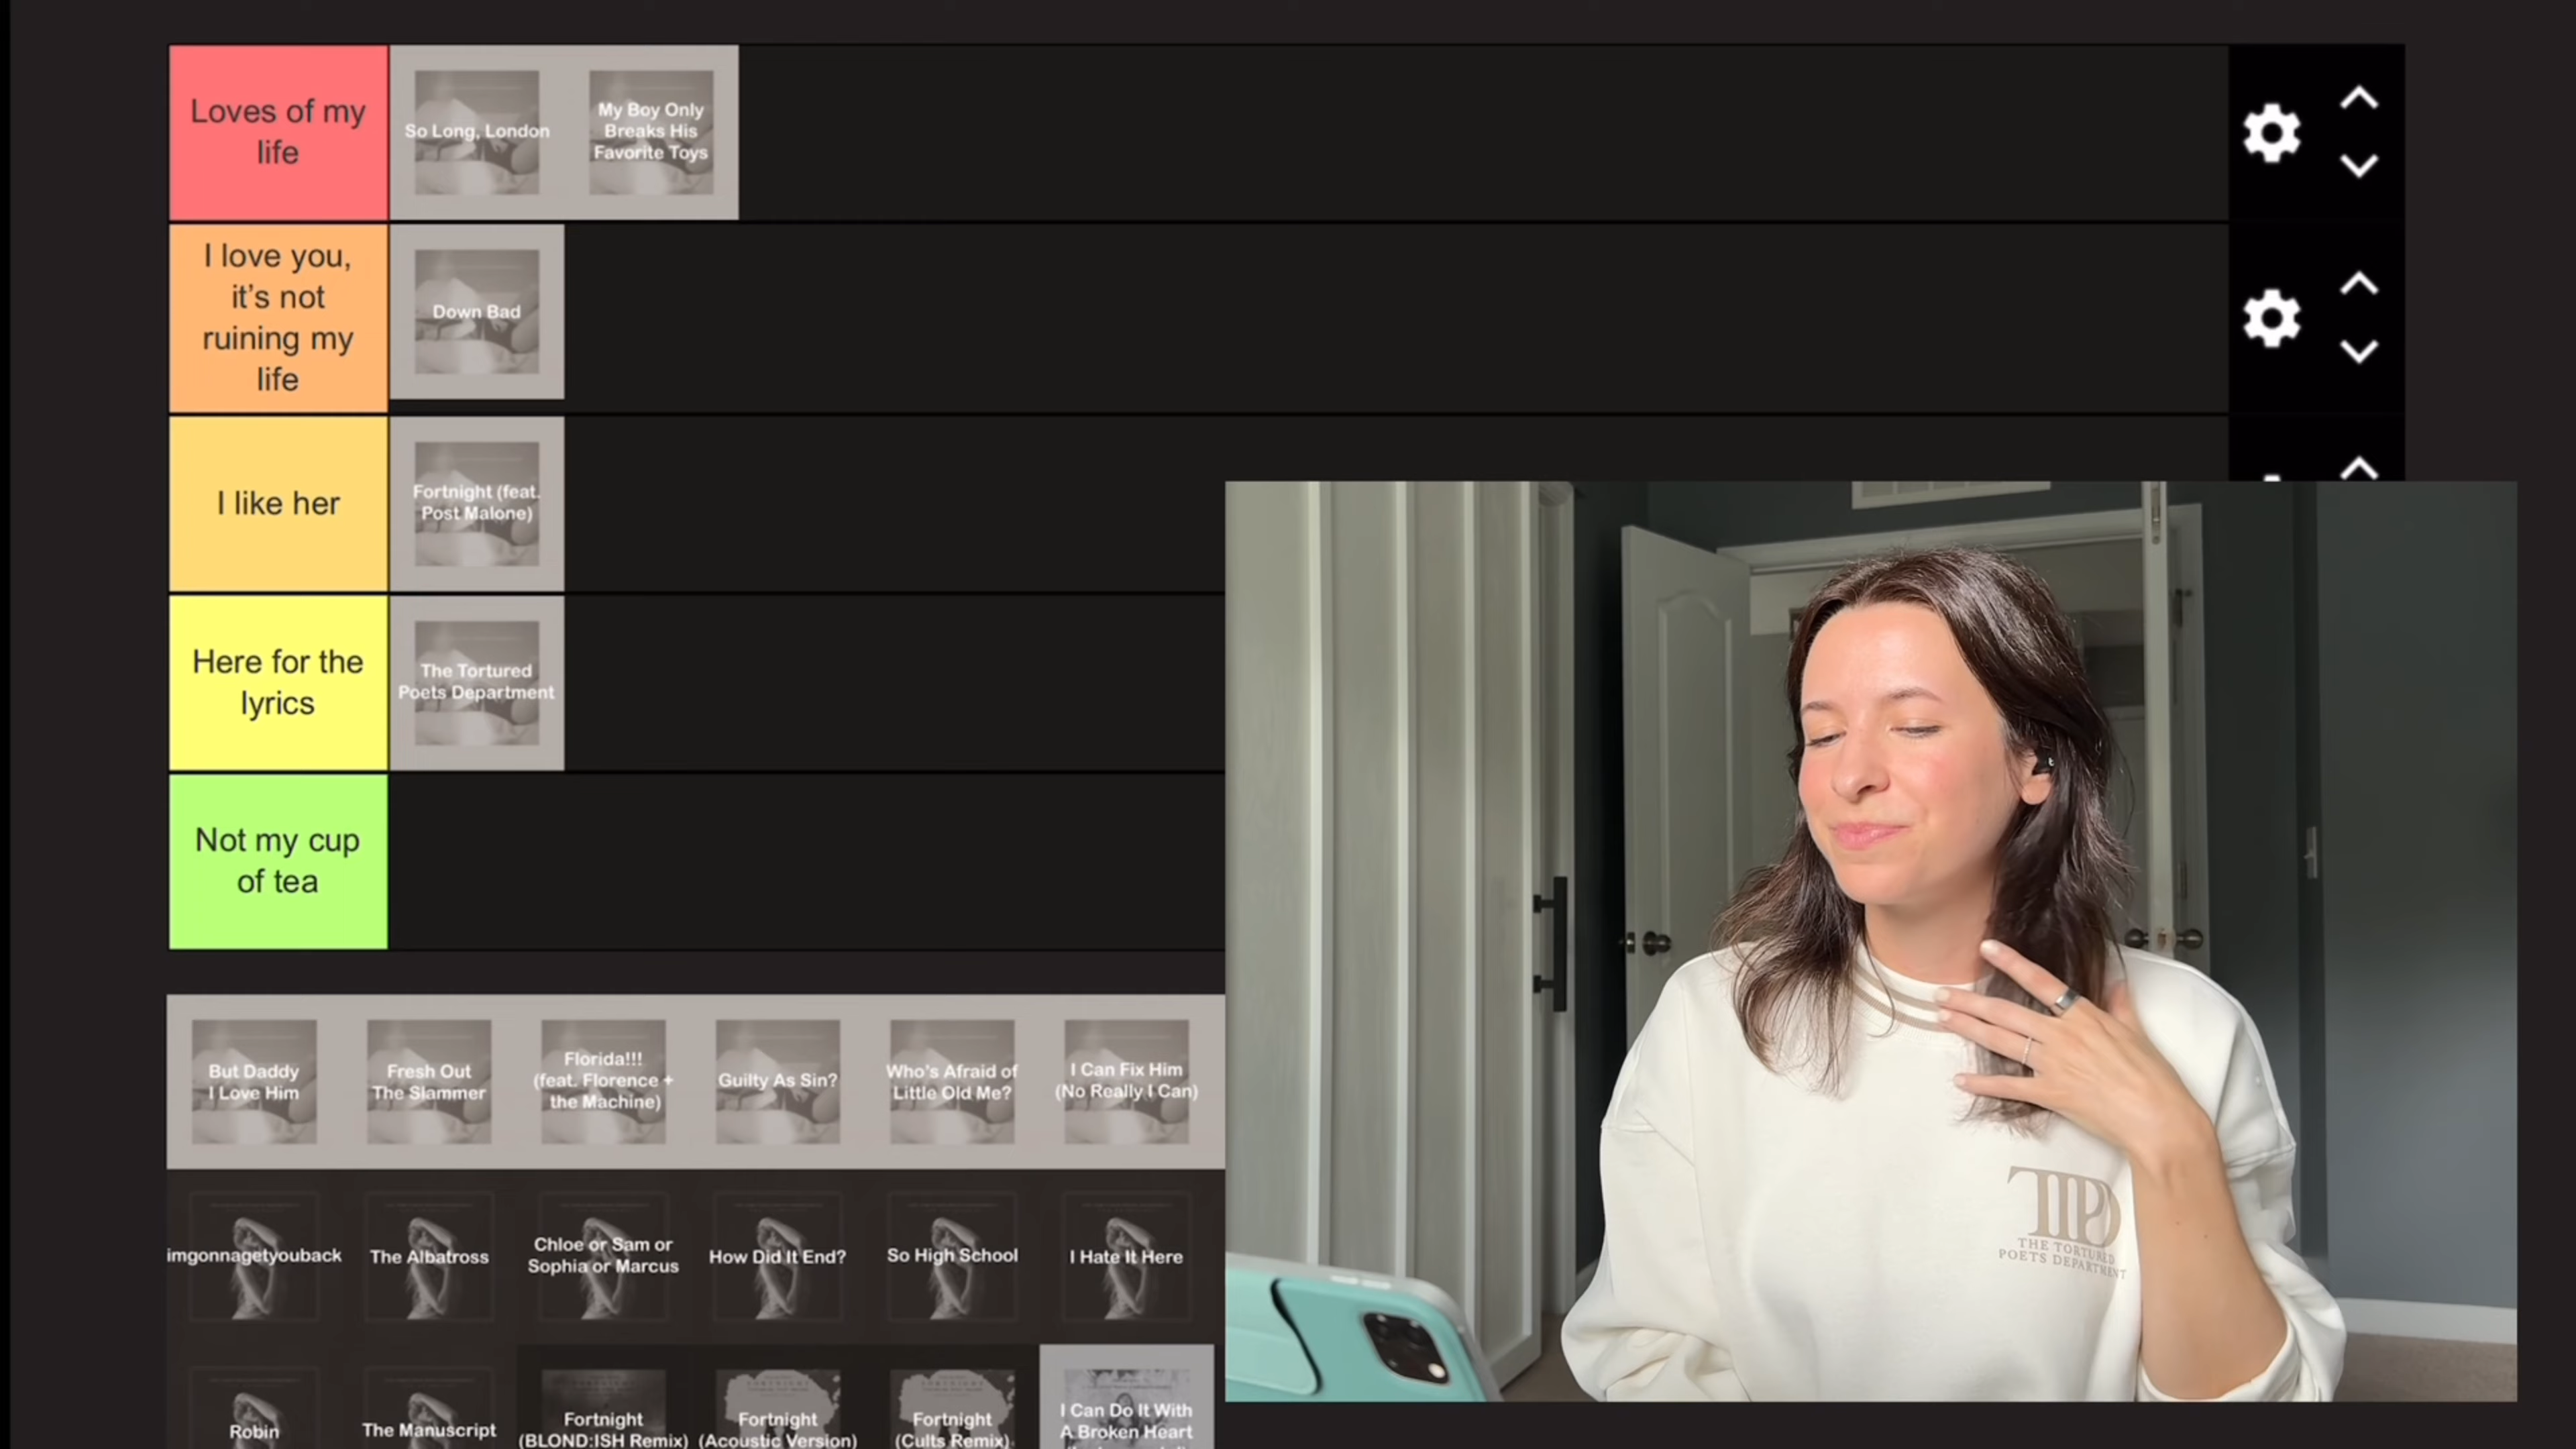 Loves of my
life
So Long, London
My Boy Only
Breaks His
Favorite Toys
I love you,
it's not
ruining my
life
Down Bad
I like her
Fortnight (feat.
Post Malone)
Here for the
lyrics
The Tortured
Poets Department
Not my cup
of tea
But Daddy
I Love Him
Fresh Out
The Slammer
Florida!!!
(feat. Florence +
the Machine)
Guilty As Sin?
Who's Afraid of
Little Old Me?
I Can Fix Him
(No Really I Can)
imgonnagetyouback
The Albatross
Chloe or Sam or
Sophia or Marcus
How Did It End?
So High School
I Hate It Here
Robin
The Manuscript
Fortnight
(BLOND:ISH Remix)
Fortnight
(Acoustic Version)
Fortnight
(Cults Remix)
I Can Do It With
A Broken Heart
TTPD
THE TORTURED
POETS DEPARTMENT